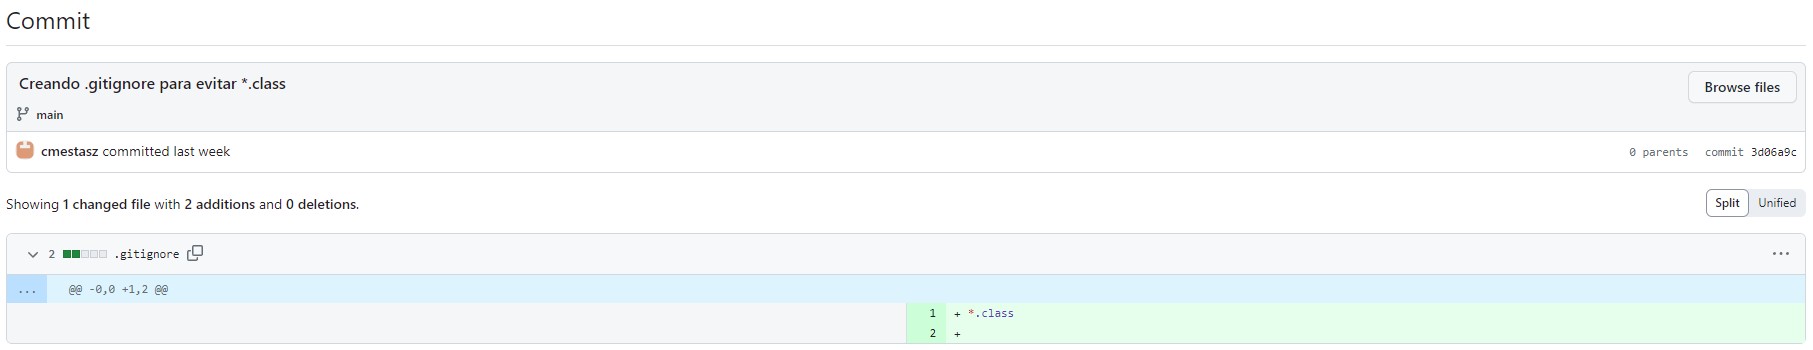 Commit
Creando .gitignore para evitar *.class
Browse files
main
cmestasz committed last week
0 parents commit 3d06a9c
Showing 1 changed file with 2 additions and 0 deletions.
Split Unified
2 .gitignore
...
... @@ -0,0 +1,2 @@
1 + *.class
2 +